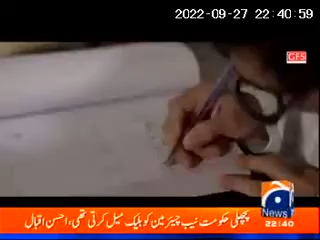 2022-09-27 22:40:59
GFS
Geo
News
22:40
پچھلی حکومت نیب چیئرمین کو بلیک میل کرتی تھی، احسن اقبال